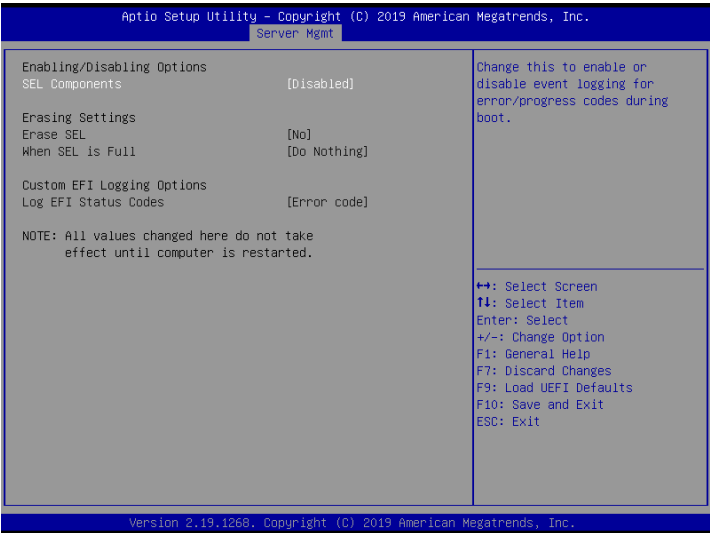 Aptio Setup Utility – Copyright (C) 2019 American Megatrends, Inc.
Server Mgmt
Enabling/Disabling Options
SEL Components [Disabled]
Erasing Settings
Erase SEL [No]
When SEL is Full [Do Nothing]
Custom EFI Logging Options
Log EFI Status Codes [Error code]
NOTE: All values changed here do not take
effect until computer is restarted.
Change this to enable or
disable event logging for
error/progress codes during
boot.
↔: Select Screen
↑↓: Select Item
Enter: Select
+/-: Change Option
F1: General Help
F7: Discard Changes
F9: Load UEFI Defaults
F10: Save and Exit
ESC: Exit
Version 2.19.1268. Copyright (C) 2019 American Megatrends, Inc.